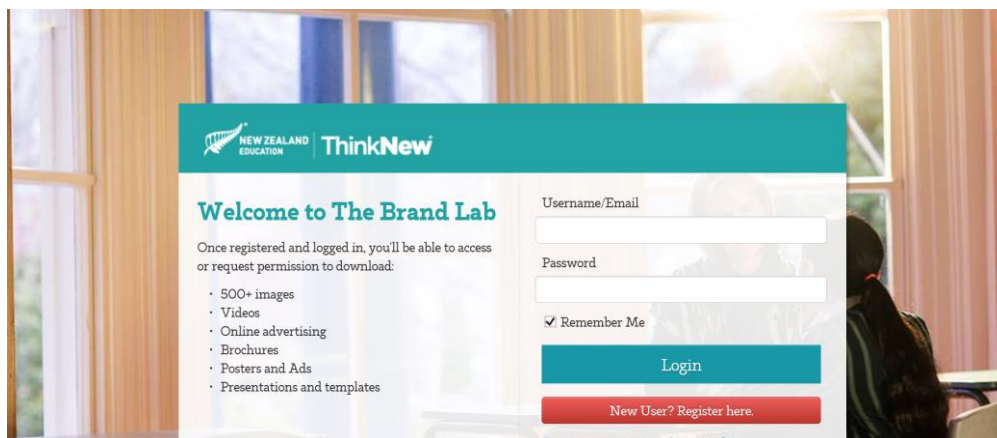 NEW ZEALAND
EDUCATION
ThinkNew
Welcome to The Brand Lab
Once registered and logged in, you'll be able to access
or request permission to download:
· 500+ images
· Videos
· Online advertising
· Brochures
· Posters and Ads
· Presentations and templates
Username/Email
Password
Remember Me
Login
New User? Register here.